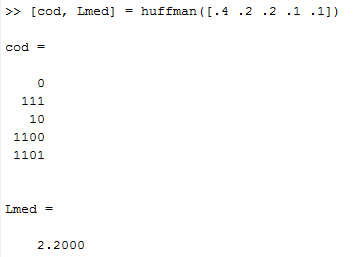 >> [cod, Lmed] = huffman([.4 .2 .2 .1 .1])
cod =
0
111
10
1100
1101
Lmed =
2.2000